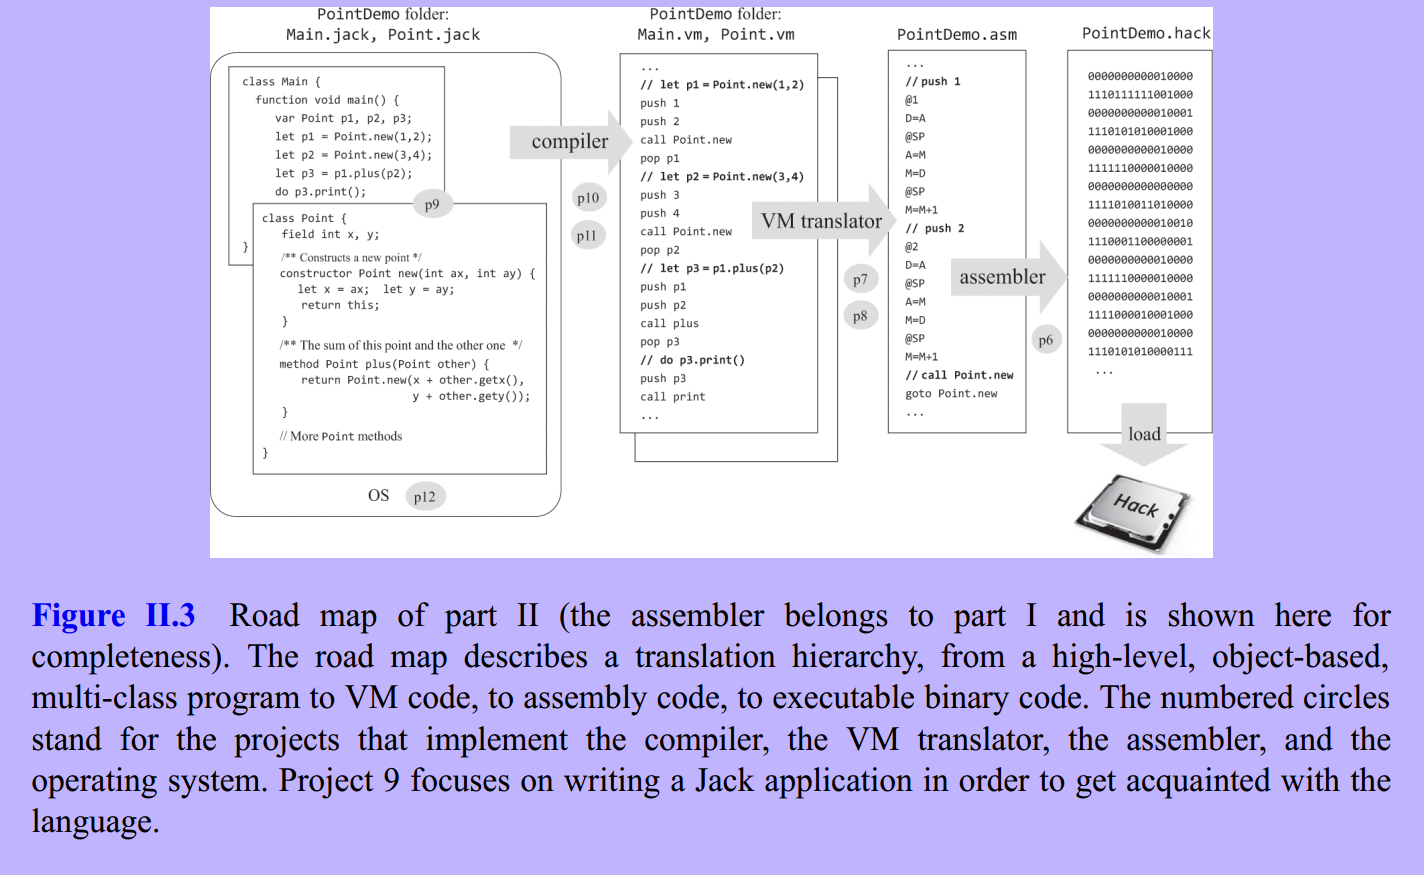 PointDemo folder:
Main.jack, Point.jack
class Main {
function void main() {
var Point p1, p2, p3;
let p1 = Point.new(1,2);
let p2 = Point.new(3,4);
let p3 = p1.plus(p2);
do p3.print();
}
p9
class Point {
field int x, y;
/** Constructs a new point */
constructor Point new(int ax, int ay) {
let x = ax; let y = ay;
return this;
}
/** The sum of this point and the other one */
method Point plus(Point other) {
return Point.new(x + other.getx(),
y + other.gety());
}
// More Point methods
}
OS p12
compiler
p10
p11
PointDemo folder:
Main.vm, Point.vm
...
// let p1 = Point.new(1,2)
push 1
push 2
call Point.new
pop p1
// let p2 = Point.new(3,4)
push 3
push 4
call Point.new
pop p2
// let p3 = p1.plus(p2)
push p1
push p2
call plus
pop p3
// do p3.print()
push p3
call print
...
VM translator
p7
p8
PointDemo.asm
...
// push 1
@1
D=A
@SP
A=M
M=D
@SP
M=M+1
// push 2
@2
D=A
@SP
A=M
M=D
@SP
M=M+1
// call Point.new
goto Point.new
...
assembler
p6
PointDemo.hack
0000000000010000
1110111111001000
0000000000010001
1110101010001000
0000000000010000
1111110000010000
0000000000000000
1111010011010000
0000000000010010
1110001100000001
0000000000010000
1111110000010000
0000000000010001
1111000010001000
0000000000010000
1110101010000111
...
load
Hack
Figure II.3 Road map of part II (the assembler belongs to part I and is shown here for
completeness). The road map describes a translation hierarchy, from a high-level, object-based,
multi-class program to VM code, to assembly code, to executable binary code. The numbered circles
stand for the projects that implement the compiler, the VM translator, the assembler, and the
operating system. Project 9 focuses on writing a Jack application in order to get acquainted with the
language.